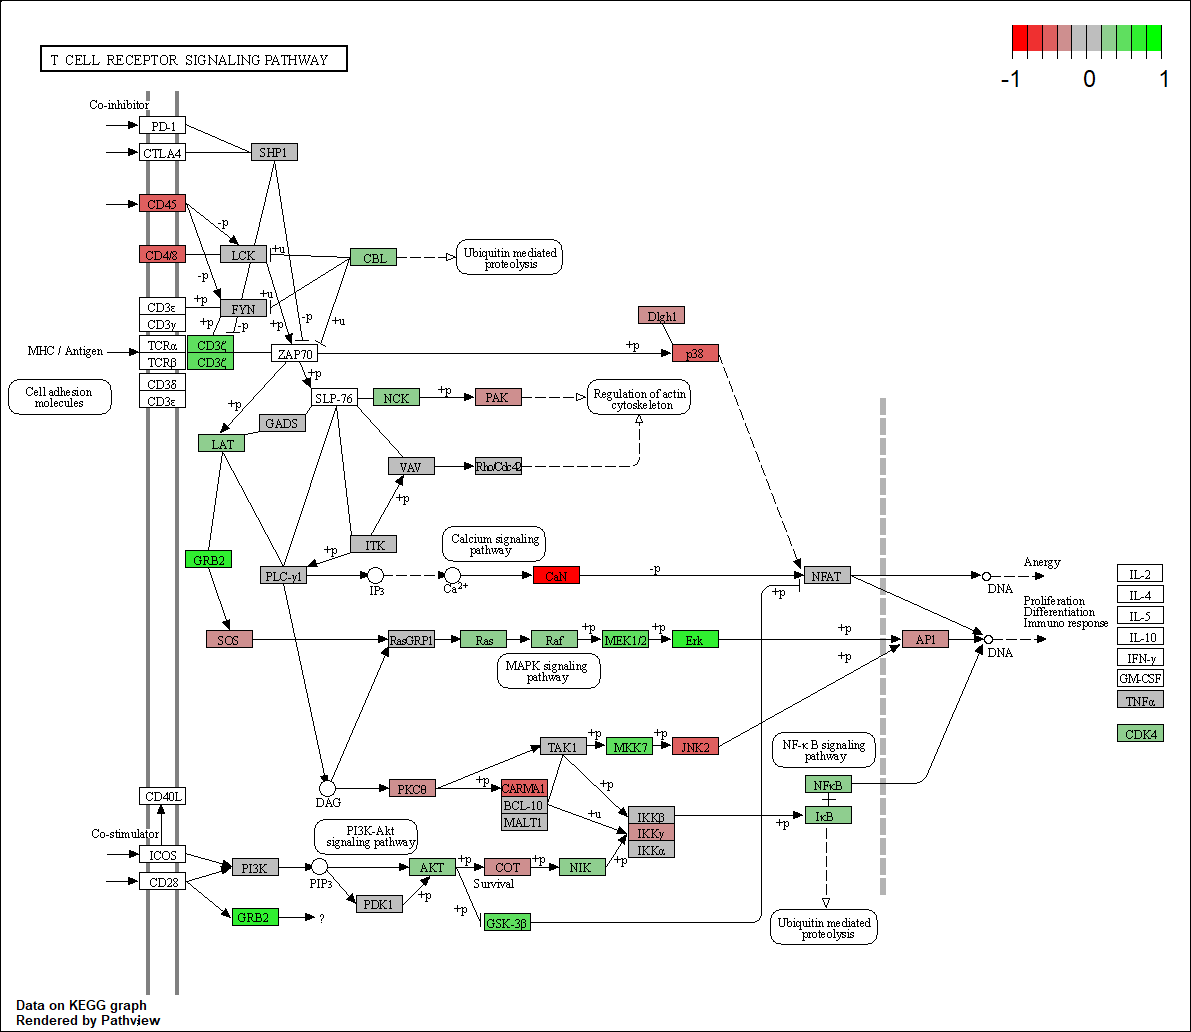 T CELL RECEPTOR SIGNALING PATHWAY
-1 0 1
Co-inhibitor
PD-1
CTLA4
SHP1
CD45
-p
CD4/8
LCK
+u
CBL
Ubiquitin mediated
proteolysis
-p
CD3ε
+p
FYN
+u
CD3γ
+p
-p
+p
-p
+u
Dlgh1
MHC / Antigen
TCRα
CD3ζ
ZAP70
+p
p38
TCRβ
CD3ζ
Cell adhesion
molecules
CD3δ
CD3ε
+p
SLP-76
NCK
+p
PAK
Regulation of actin
cytoskeleton
+p
GADS
LAT
VAV
Rho/Cdc42
+p
ITK
+p
GRB2
Calcium signaling
pathway
PLC-γ1
IP3
Ca2+
CaN
-p
NFAT
+p
DNA
Anergy
Proliferation
Differentiation
Immuno response
SOS
RasGRP1
Ras
Raf
+p
MEK1/2
+p
Erk
+p
AP1
DNA
+p
MAPK signaling
pathway
IL-2
IL-4
IL-5
IL-10
IFN-γ
GM-CSF
TNFα
CDK4
TAK1
+p
MKK7
+p
JNK2
NF-κ B signaling
pathway
DAG
PKCθ
+p
CARMA1
BCL-10
MALT1
+p
+u
IKKβ
IKKγ
IKKα
+p
NFκB
IκB
CD40L
Co-stimulator
ICOS
CD28
PI3K-Akt
signaling pathway
PI3K
PIP3
PDK1
+p
AKT
+p
COT
+p
NIK
+p
Survival
+p
GSK-3β
GRB2
?
Ubiquitin mediated
proteolysis
Data on KEGG graph
Rendered by Pathview